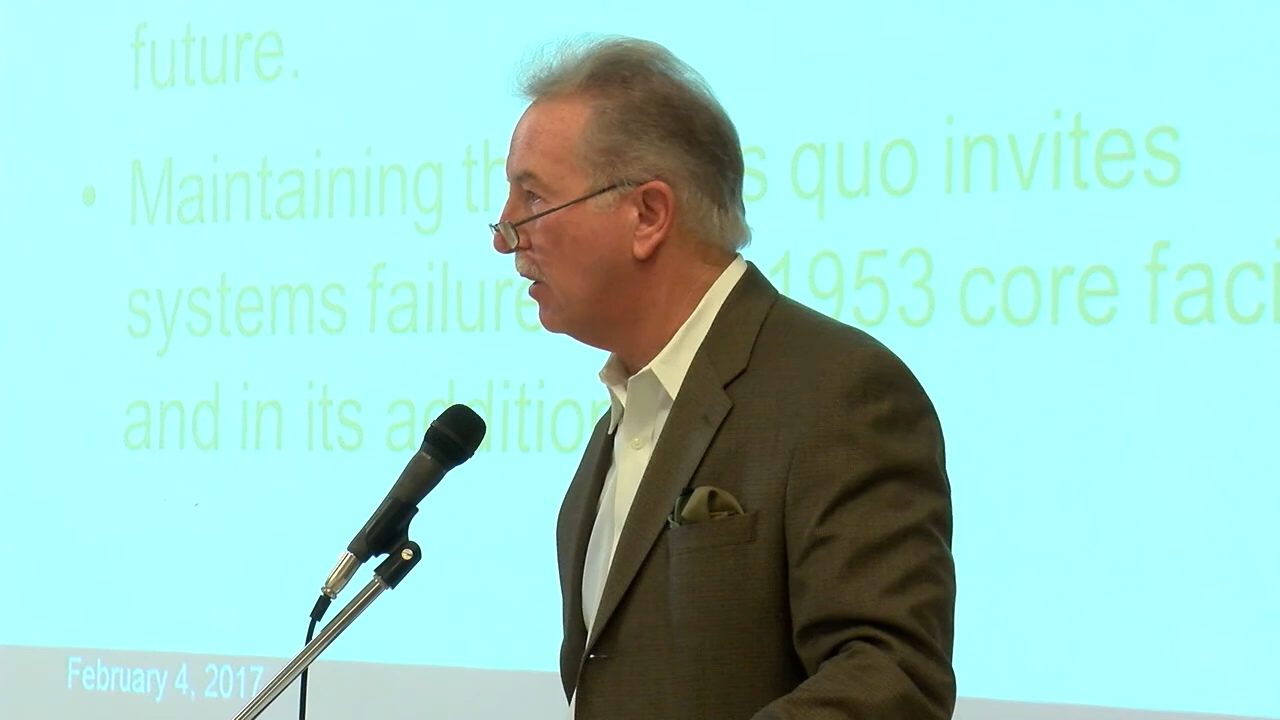 future.
• Maintaining th s quo invites
systems failure 1953 core faci
and in its additio
February 4, 2017